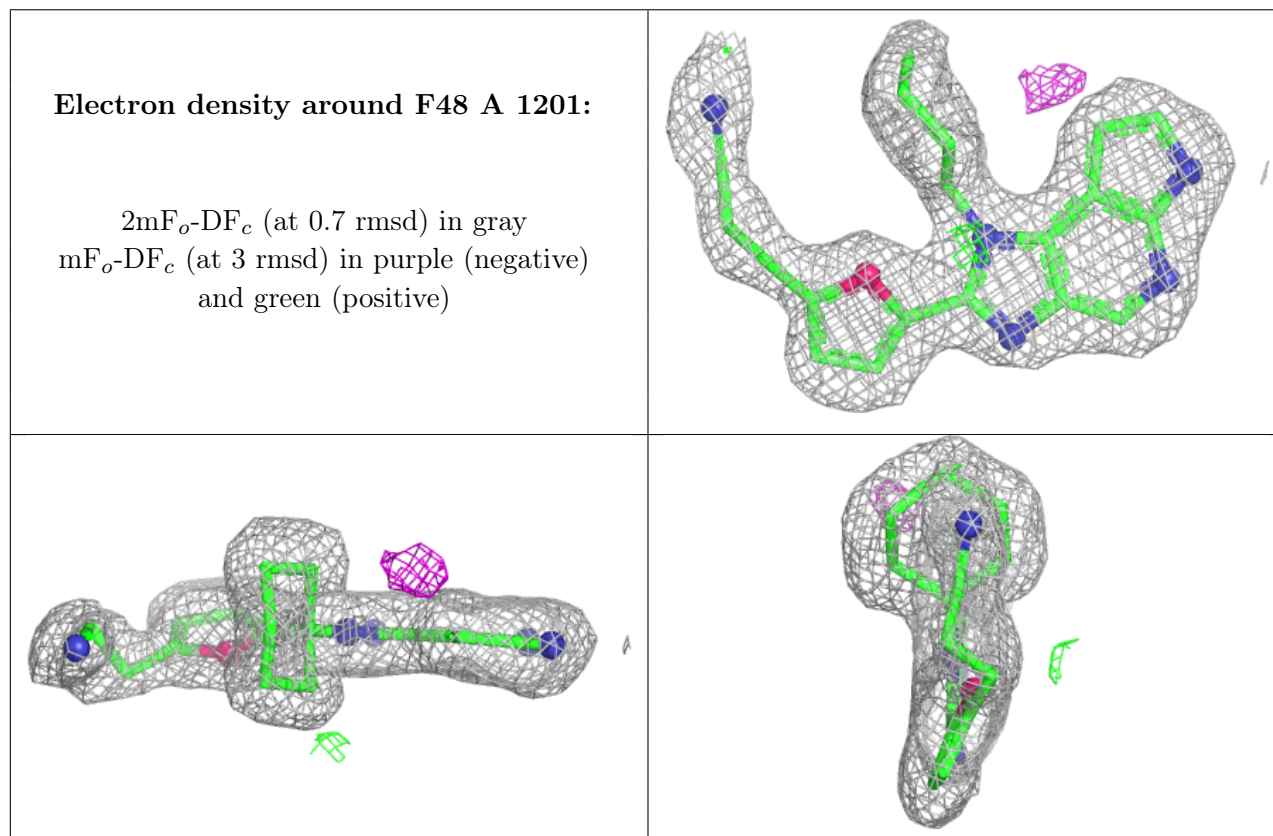 Electron density around F48 A 1201:
2mFo-DFc (at 0.7 rmsd) in gray
mFo-DFc (at 3 rmsd) in purple (negative)
and green (positive)